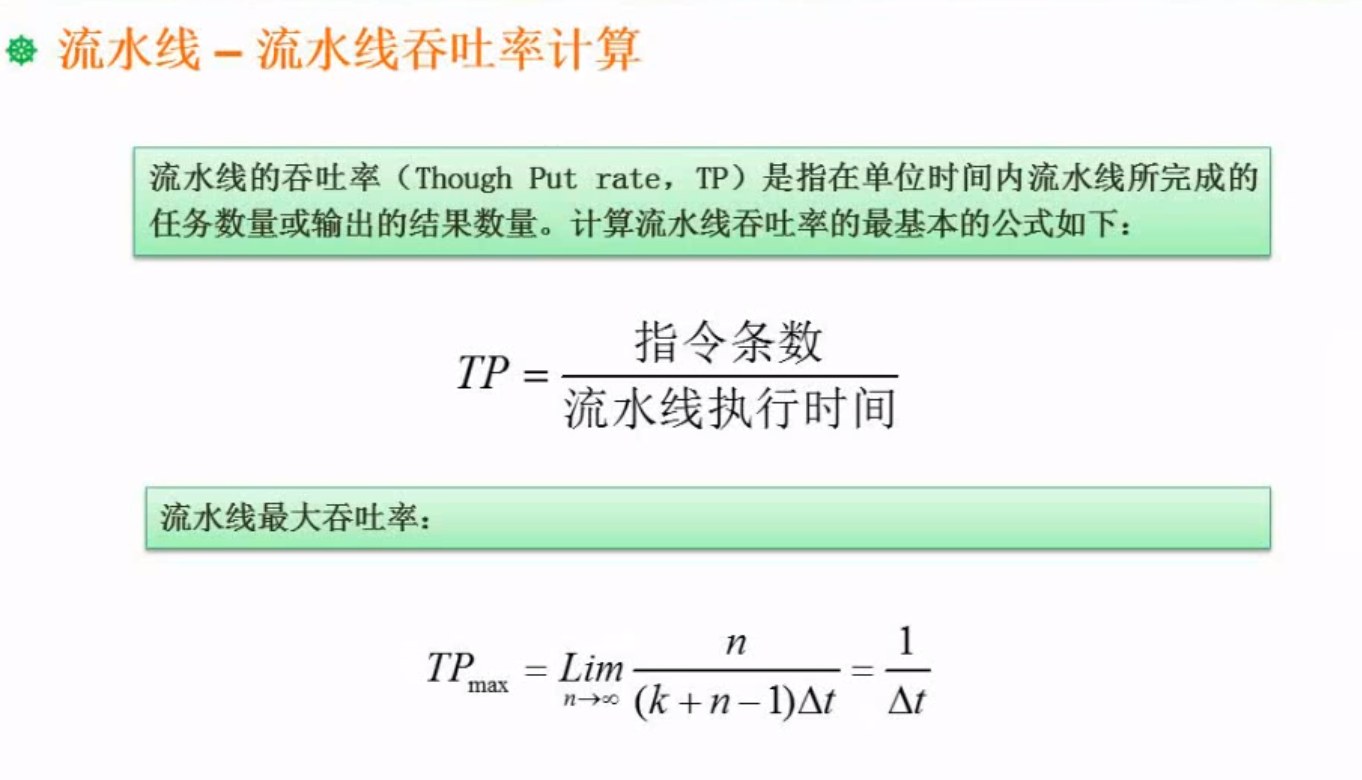 流水线 – 流水线吞吐率计算
流水线的吞吐率（Though Put rate，TP）是指在单位时间内流水线所完成的
任务数量或输出的结果数量。计算流水线吞吐率的最基本的公式如下：
TP = 指令条数 / 流水线执行时间
流水线最大吞吐率：
TP_max = Lim_{n→∞} n / (k + n − 1)Δt = 1 / Δt